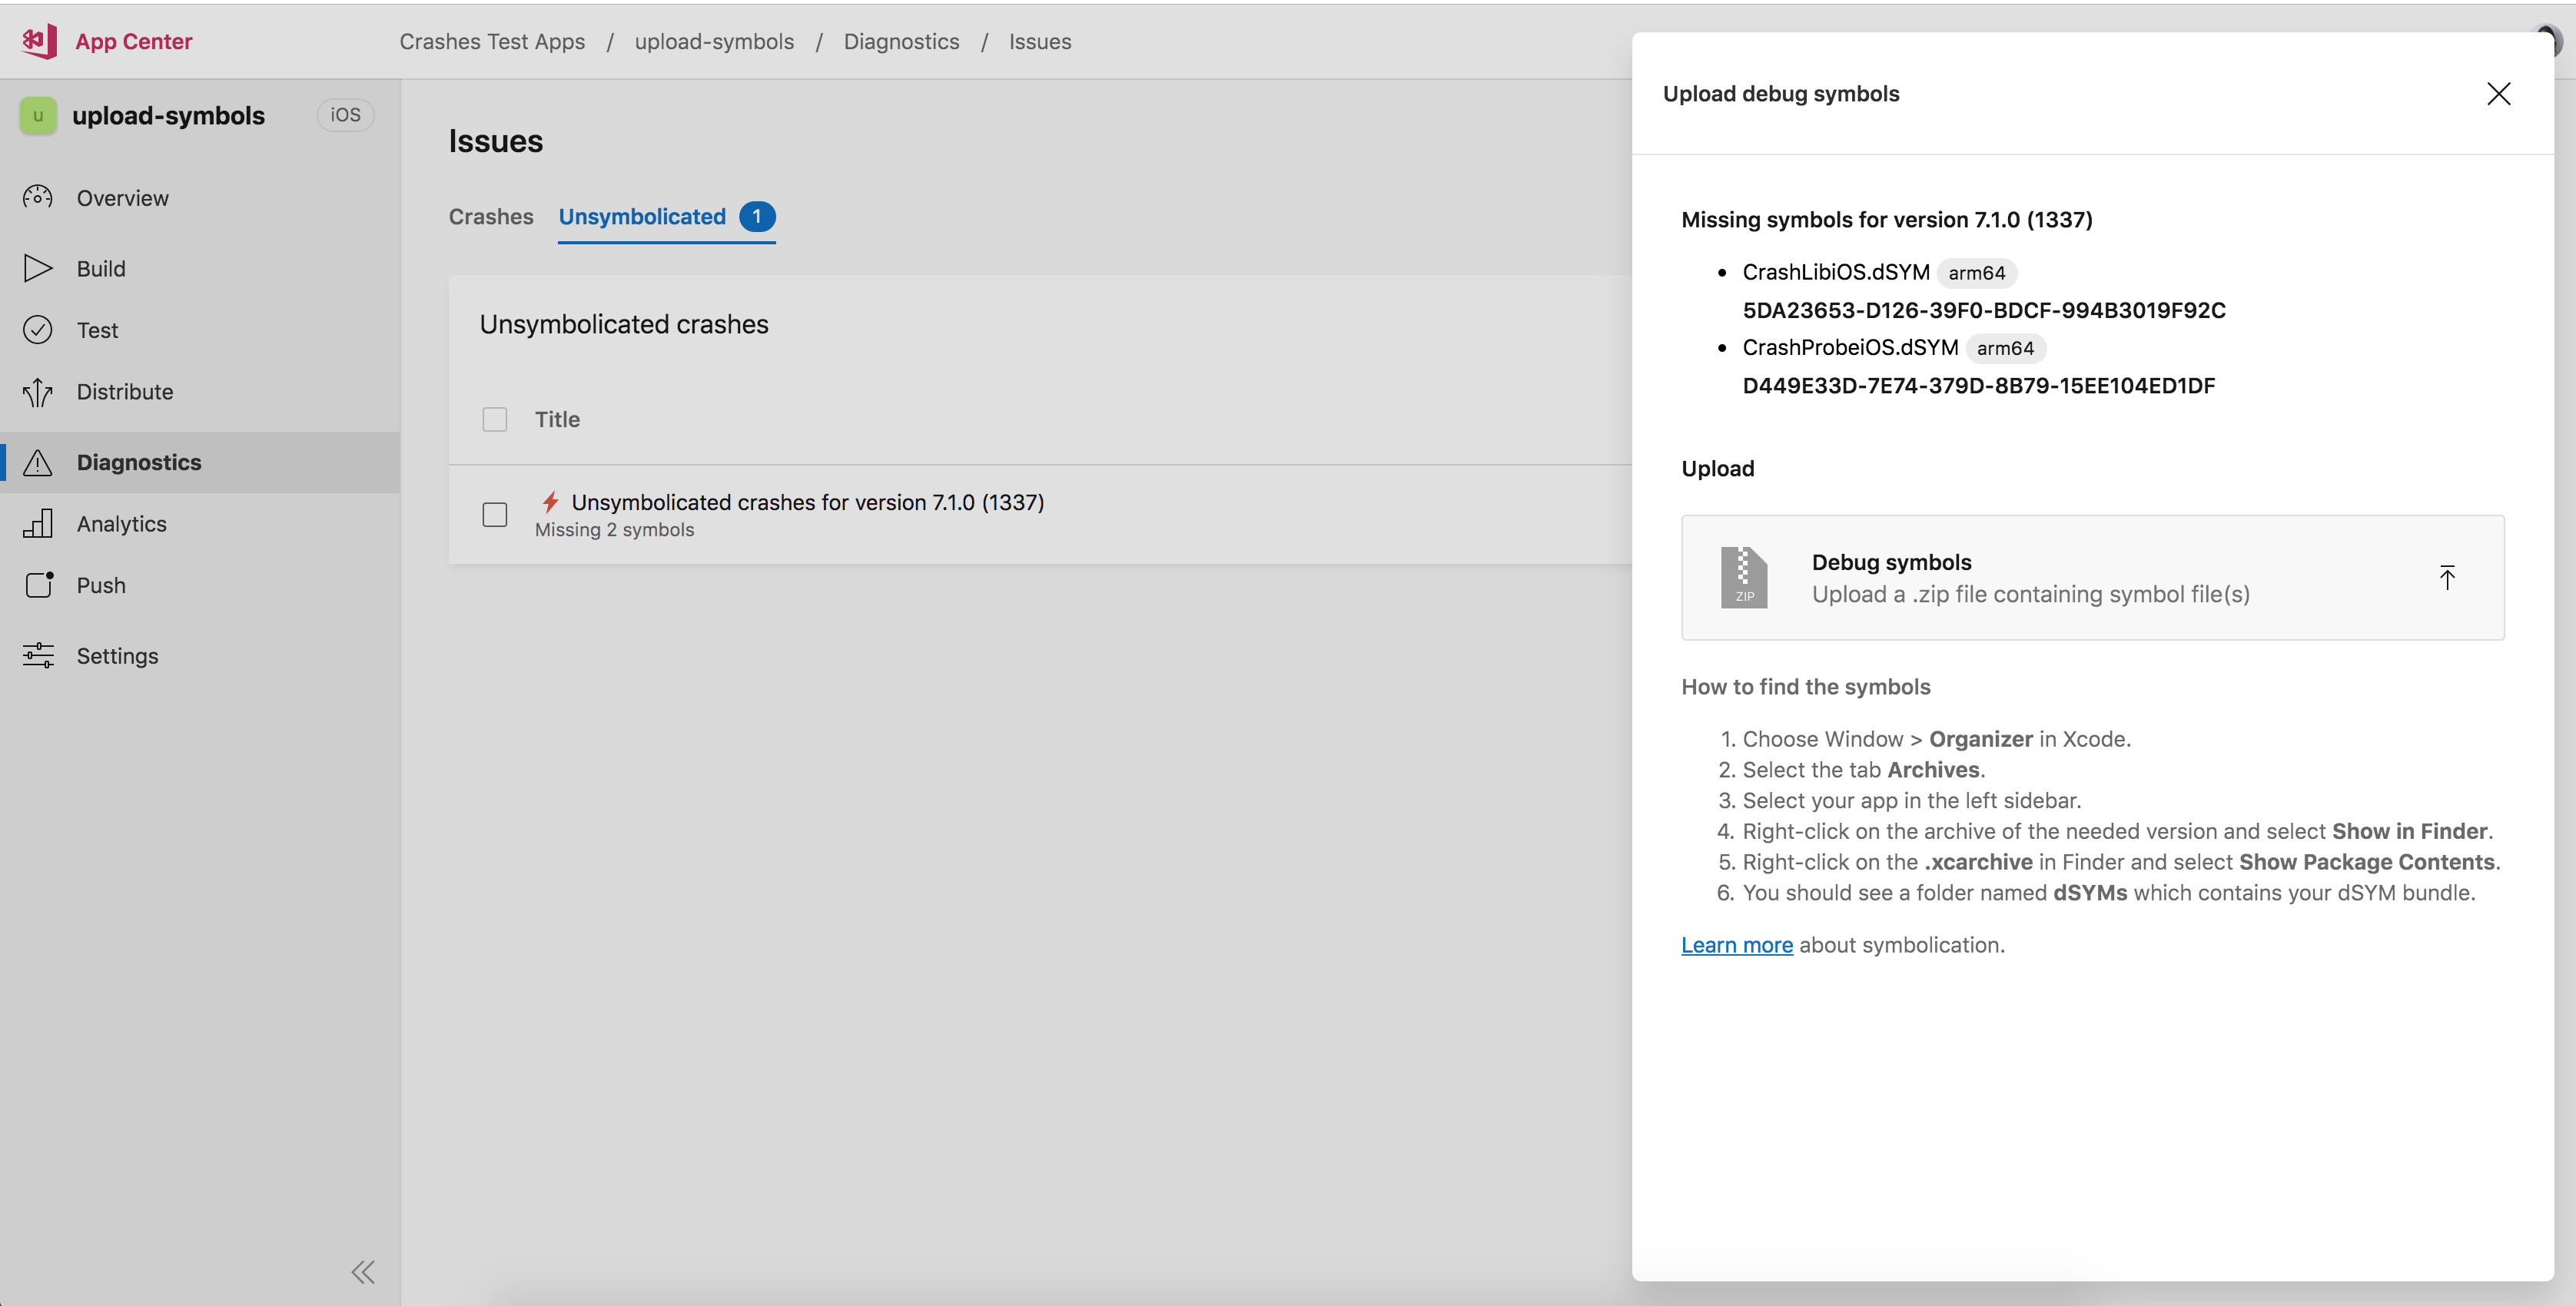 App Center
Crashes Test Apps / upload-symbols / Diagnostics / Issues
u upload-symbols iOS
Overview
Build
Test
Distribute
Diagnostics
Analytics
Push
Settings
Issues
Crashes Unsymbolicated 1
Unsymbolicated crashes
Title
Unsymbolicated crashes for version 7.1.0 (1337)
Missing 2 symbols
Upload debug symbols
Missing symbols for version 7.1.0 (1337)
• CrashLibiOS.dSYM arm64
5DA23653-D126-39F0-BDCF-994B3019F92C
• CrashProbeiOS.dSYM arm64
D449E33D-7E74-379D-8B79-15EE104ED1DF
Upload
ZIP
Debug symbols
Upload a .zip file containing symbol file(s)
How to find the symbols
1. Choose Window > Organizer in Xcode.
2. Select the tab Archives.
3. Select your app in the left sidebar.
4. Right-click on the archive of the needed version and select Show in Finder.
5. Right-click on the .xcarchive in Finder and select Show Package Contents.
6. You should see a folder named dSYMs which contains your dSYM bundle.
Learn more about symbolication.